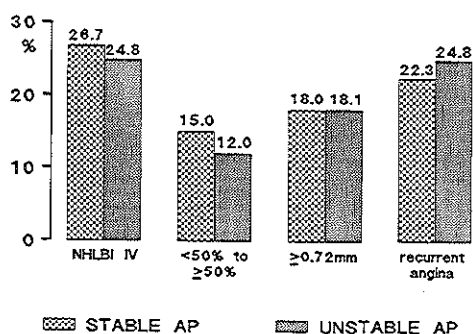 30
%
20
10
0
26.7
24.8
15.0
12.0
18.0
18.1
22.3
24.8
NHLBI IV
<50% to
≥50%
≥0.72mm
recurrent
angina
STABLE AP
UNSTABLE AP